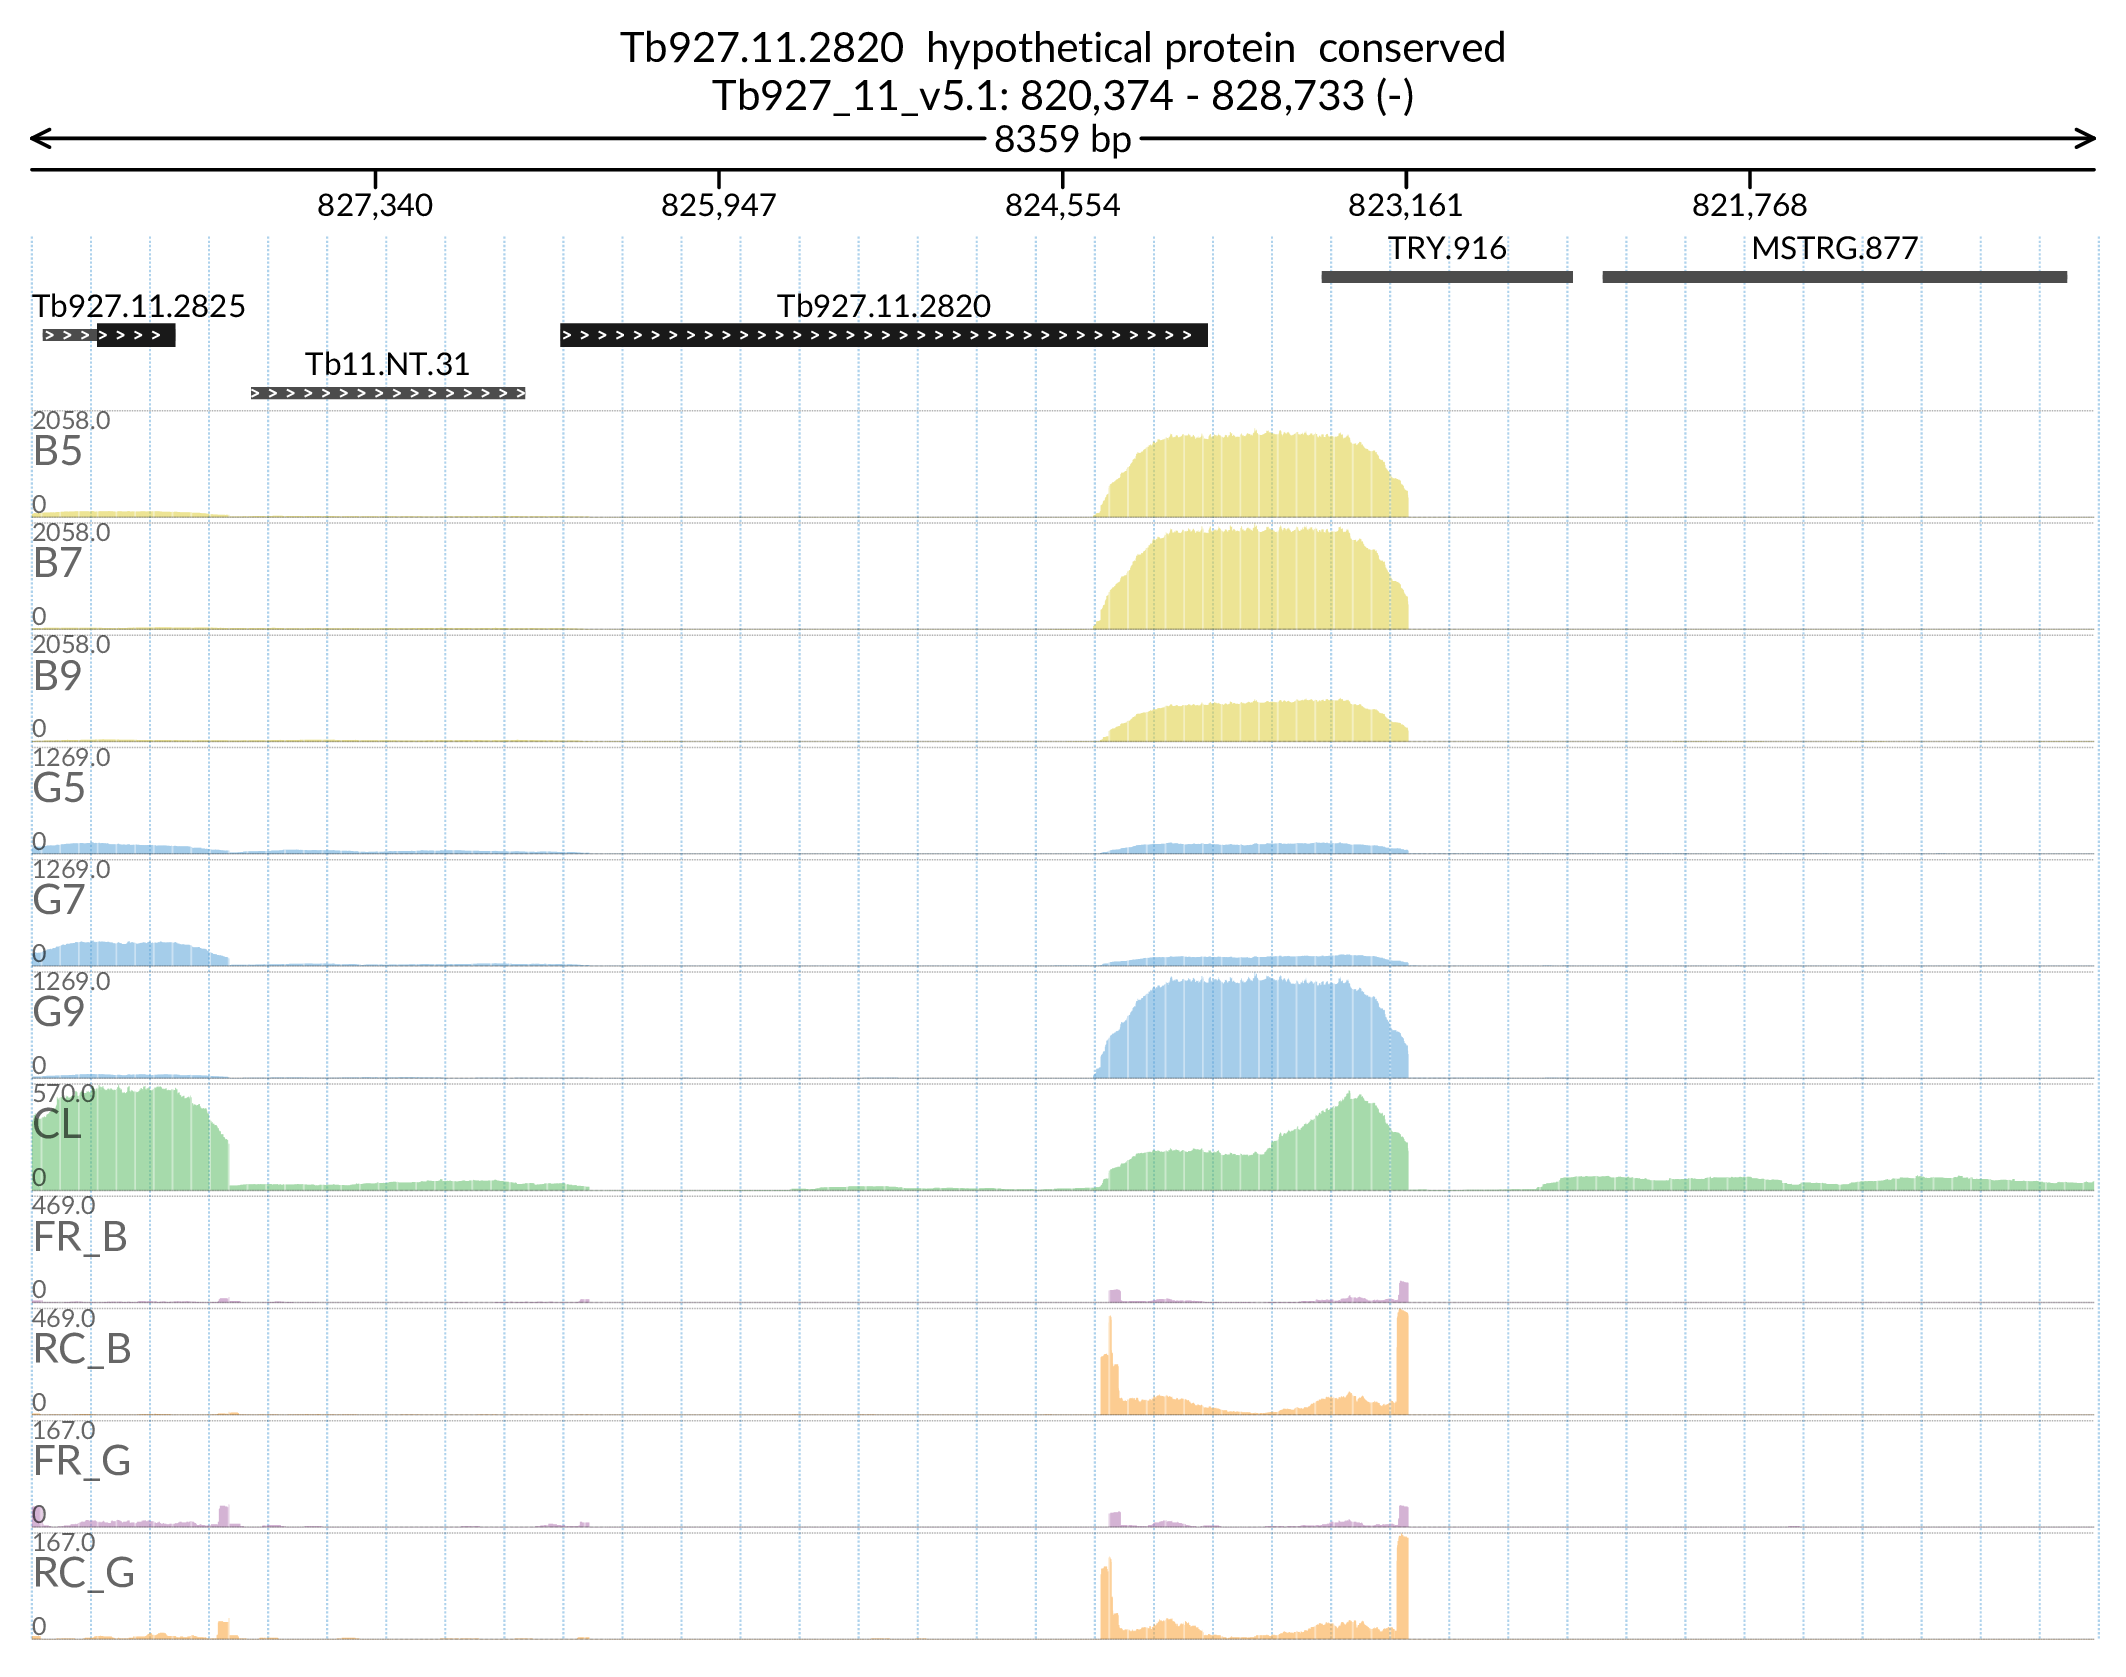 Tb927.11.2820 hypothetical protein conserved
Tb927_11_v5.1: 820,374 - 828,733 (-)
8359 bp
827,340 825,947 824,554 823,161 821,768
TRY.916 MSTRG.877
Tb927.11.2825 Tb927.11.2820
Tb11.NT.31
2058.0
B5
0
2058.0
B7
0
2058.0
B9
0
1269.0
G5
0
1269.0
G7
0
1269.0
G9
0
570.0
CL
0
469.0
FR_B
0
469.0
RC_B
0
167.0
FR_G
0
167.0
RC_G
0